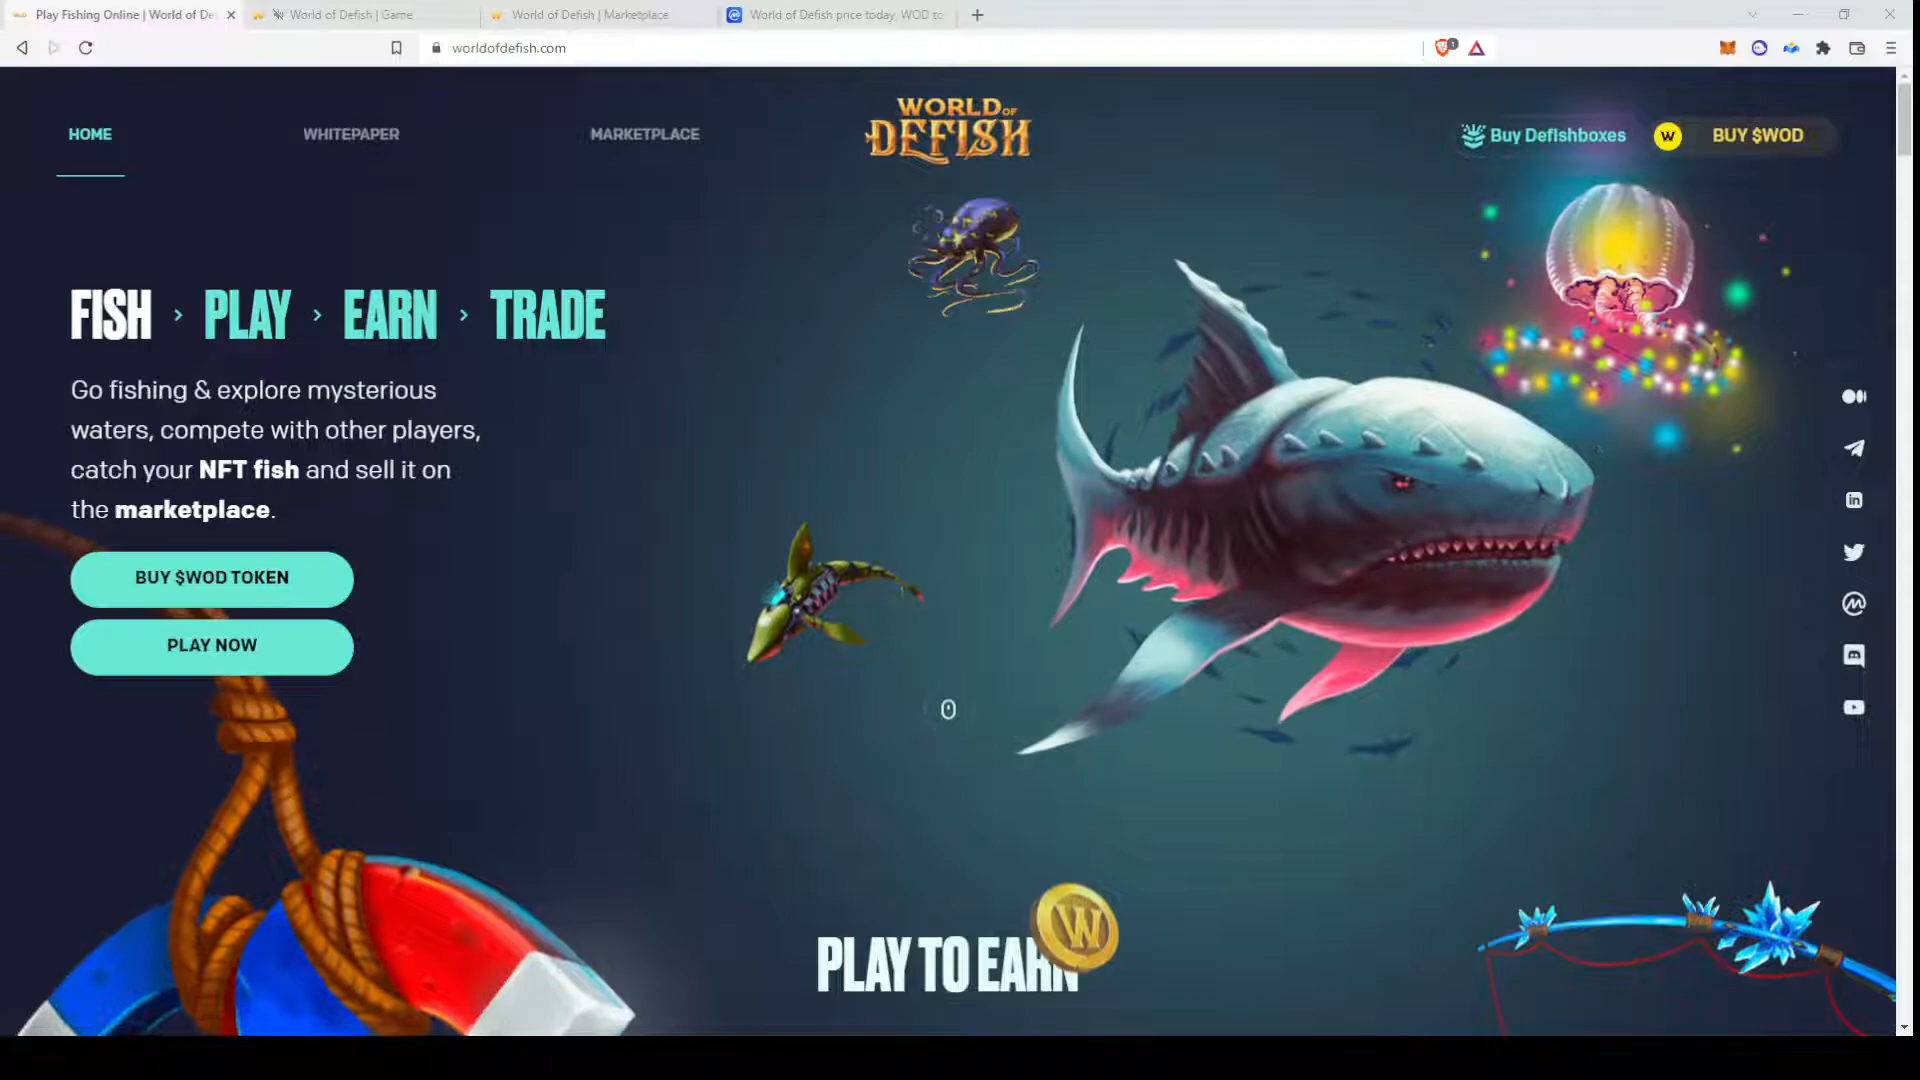 Play Fishing Online | World of De
World of Defish | Game
World of Defish | Marketplace
World of Defish price today, WOD to
worldofdefish.com
1
HOME
WHITEPAPER
MARKETPLACE
WORLD OF
DEFISH
Buy Defishboxes
W
BUY $WOD
FISH › PLAY › EARN › TRADE
Go fishing & explore mysterious
waters, compete with other players,
catch your NFT fish and sell it on
the marketplace.
BUY $WOD TOKEN
PLAY NOW
in
W
PLAY TO EARN